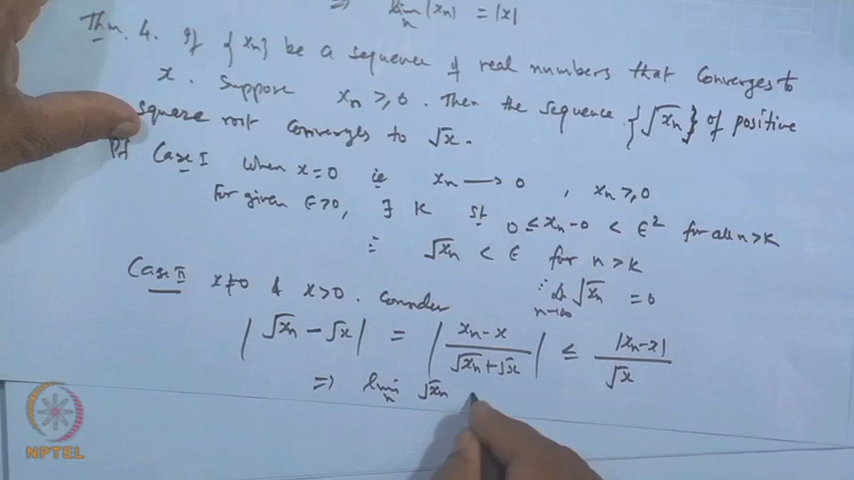 ⇒ lim |xn| = |x|
n
Thm. 4. If {xn} be a sequence of real numbers that converges to
x. Suppose xn ≥, 0. Then the sequence {√xn} of positive
square root converges to √x.
Pf Case I When x=0 ie xn → 0, xn ≥, 0
For given ε>0, ∃ K st 0 ≤ xn-0 < ε² for all n>K
∴ √xn < ε for n>K
∴ lim √xn = 0
n→∞
Case II x≠0 & x>0. Consider
|√xn - √x| = |(xn-x)/(√xn+√x)| ≤ |xn-x|/√x
⇒ lim √xn
n
NPTEL